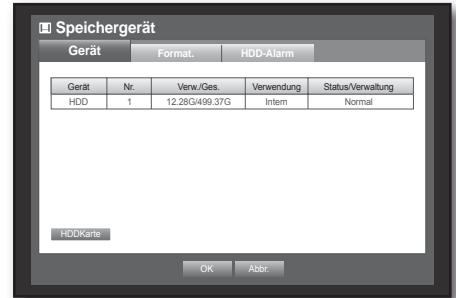 Speichergerät
Gerät Format. HDD-Alarm
Gerät Nr. Verw./Ges. Verwendung Status/Verwaltung
HDD 1 12.28G/499.37G Intern Normal
HDDKarte
OK Abbr.